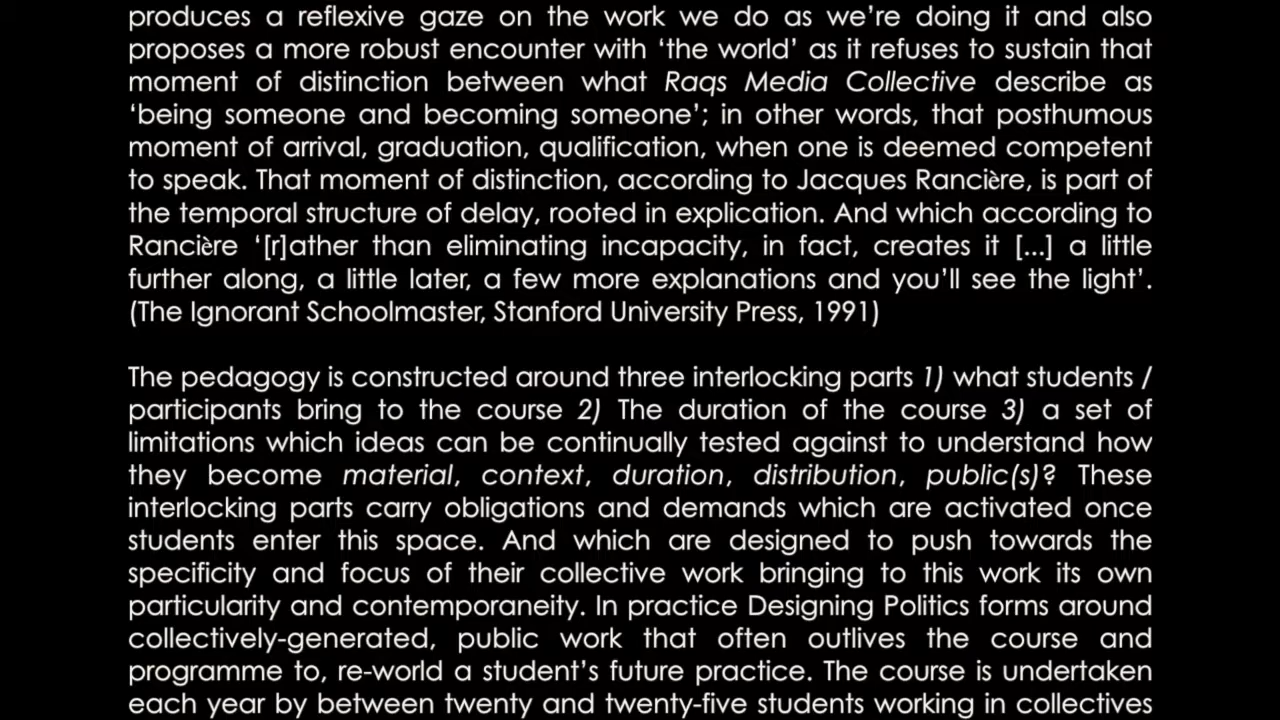 produces a reflexive gaze on the work we do as we’re doing it and also
proposes a more robust encounter with ‘the world’ as it refuses to sustain that
moment of distinction between what Raqs Media Collective describe as
‘being someone and becoming someone’; in other words, that posthumous
moment of arrival, graduation, qualification, when one is deemed competent
to speak. That moment of distinction, according to Jacques Rancière, is part of
the temporal structure of delay, rooted in explication. And which according to
Rancière ‘[r]ather than eliminating incapacity, in fact, creates it [...] a little
further along, a little later, a few more explanations and you’ll see the light’.
(The Ignorant Schoolmaster, Stanford University Press, 1991)
The pedagogy is constructed around three interlocking parts 1) what students /
participants bring to the course 2) The duration of the course 3) a set of
limitations which ideas can be continually tested against to understand how
they become material, context, duration, distribution, public(s)? These
interlocking parts carry obligations and demands which are activated once
students enter this space. And which are designed to push towards the
specificity and focus of their collective work bringing to this work its own
particularity and contemporaneity. In practice Designing Politics forms around
collectively-generated, public work that often outlives the course and
programme to, re-world a student’s future practice. The course is undertaken
each year by between twenty and twenty-five students working in collectives